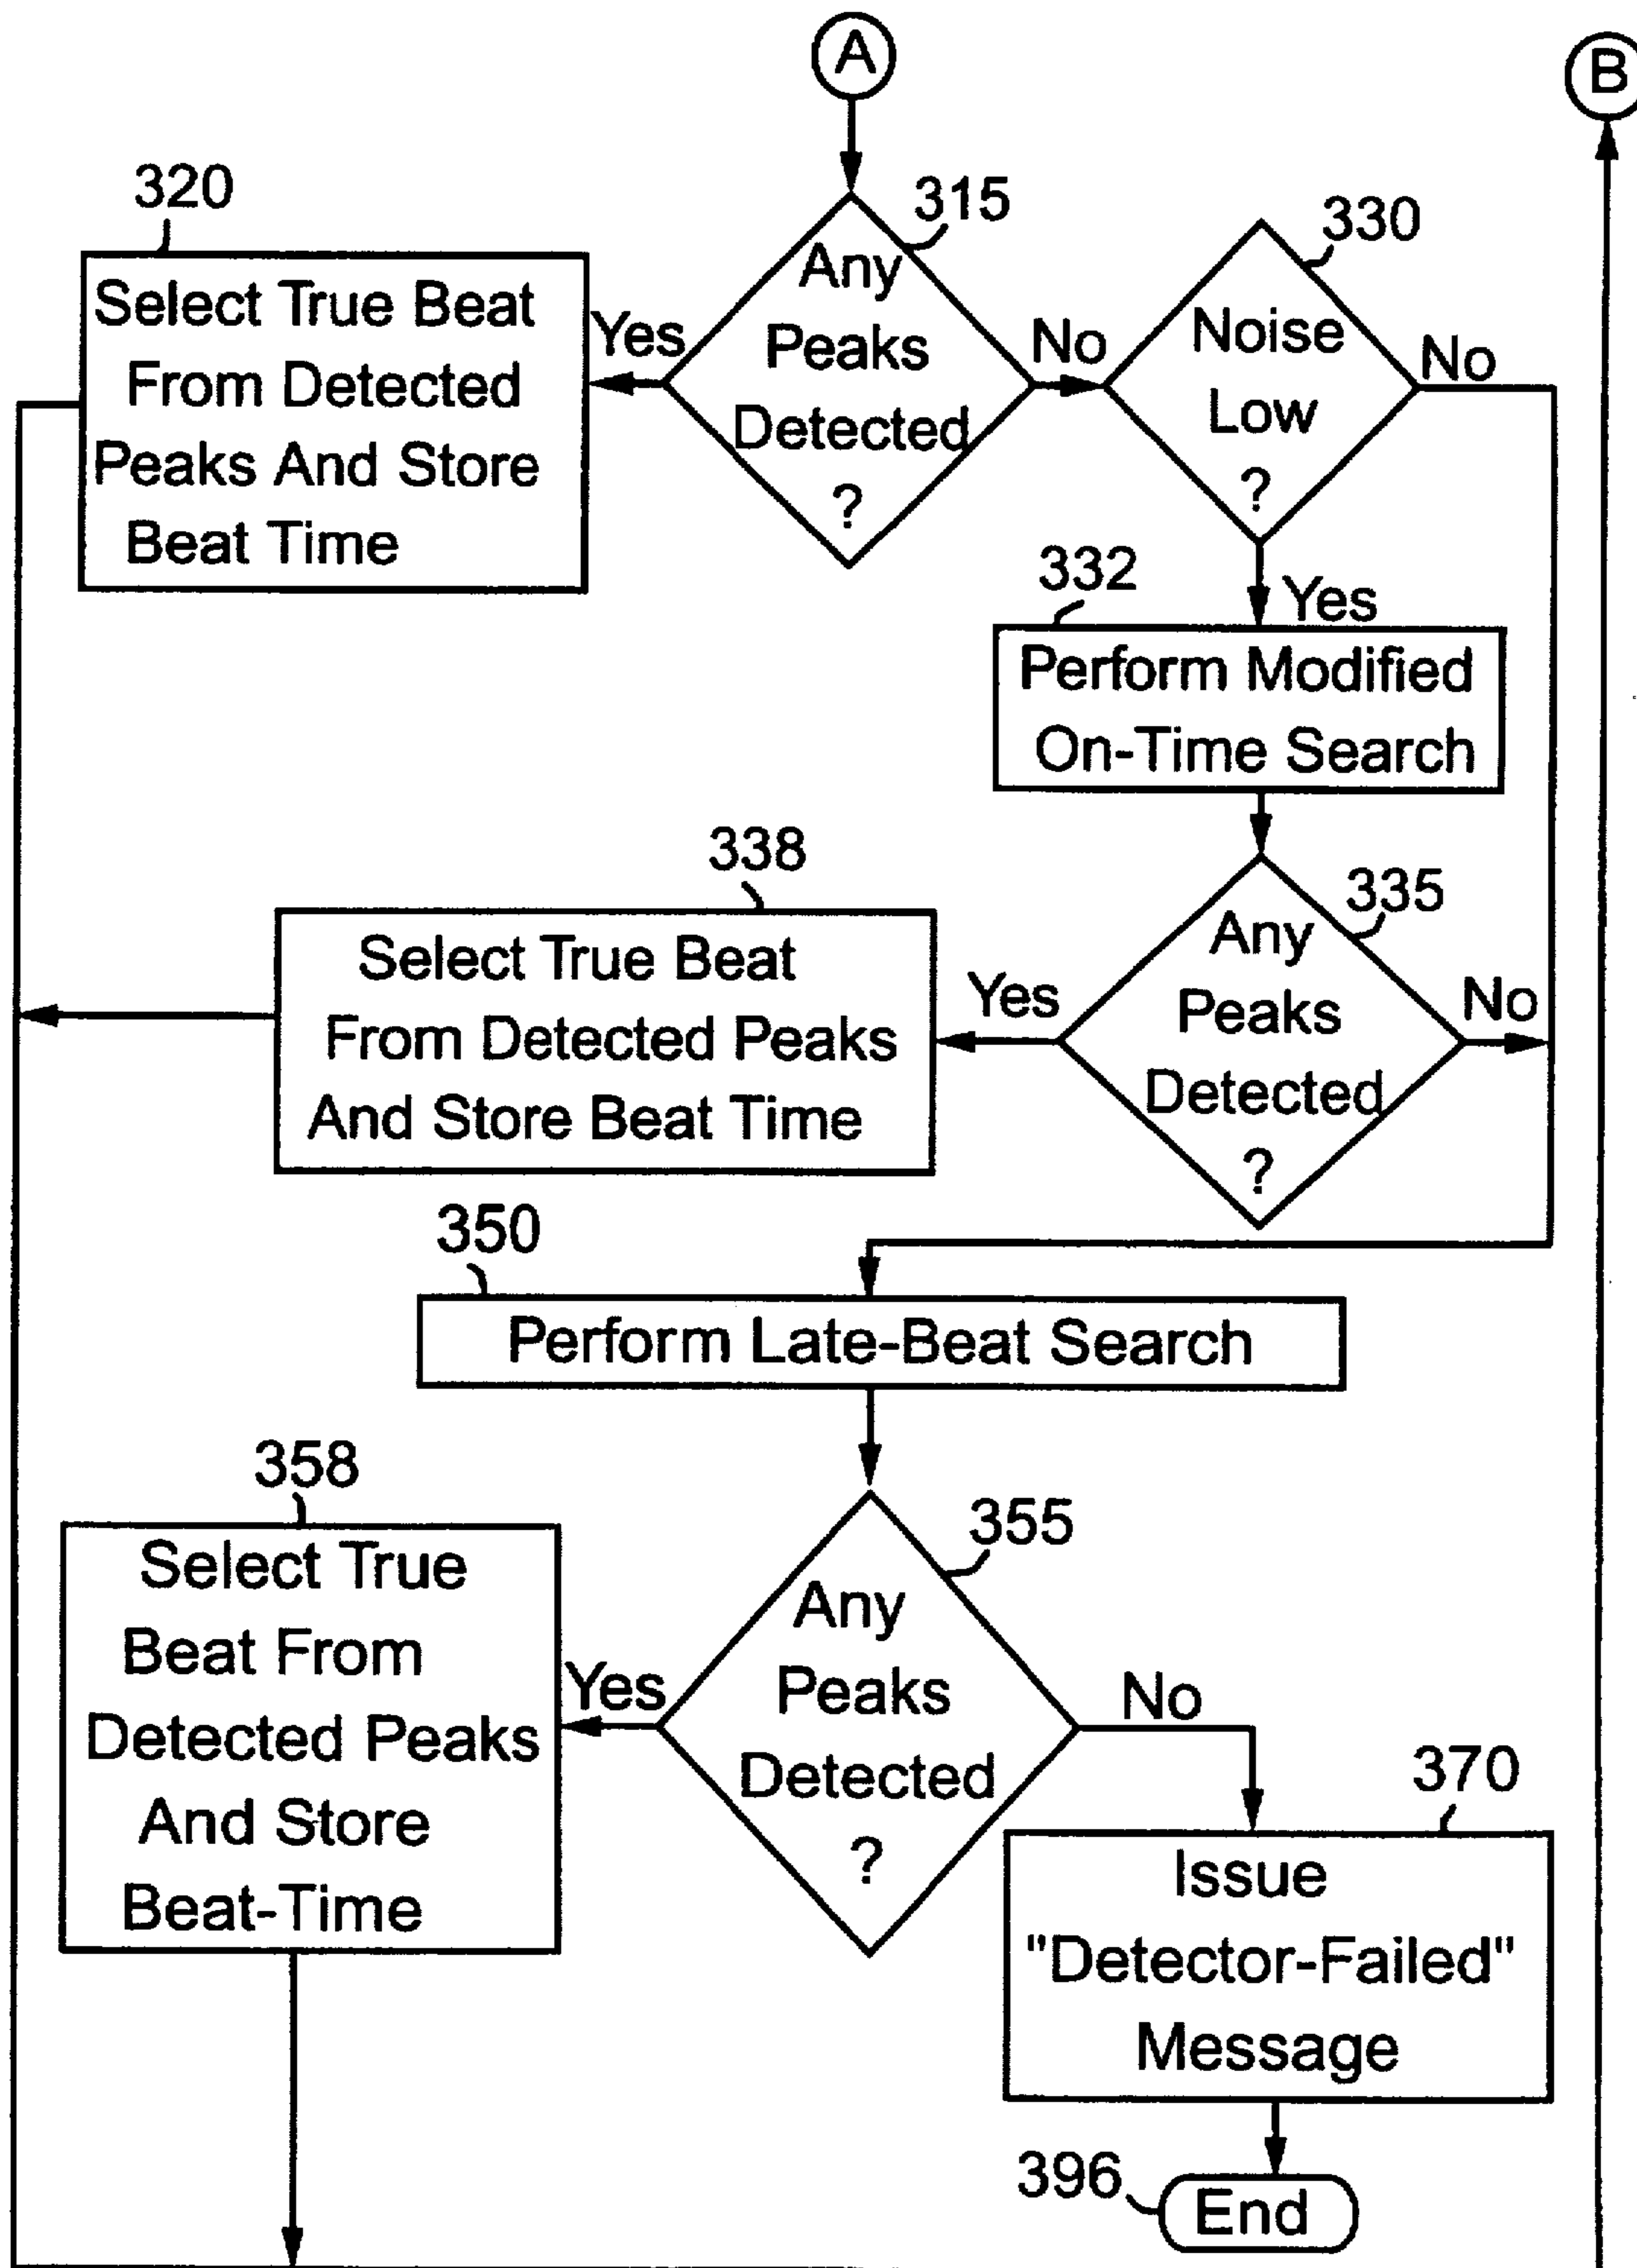 A
B
320
315
330
Select True Beat
From Detected
Peaks And Store
Beat Time
Yes
Any
Peaks
Detected
?
No
Noise
Low
?
No
332
Yes
Perform Modified
On-Time Search
338
335
Select True Beat
From Detected Peaks
And Store Beat Time
Yes
Any
Peaks
Detected
?
No
350
Perform Late-Beat Search
358
355
Select True
Beat From
Detected Peaks
And Store
Beat-Time
Yes
Any
Peaks
Detected
?
No
370
Issue
"Detector-Failed"
Message
396
End